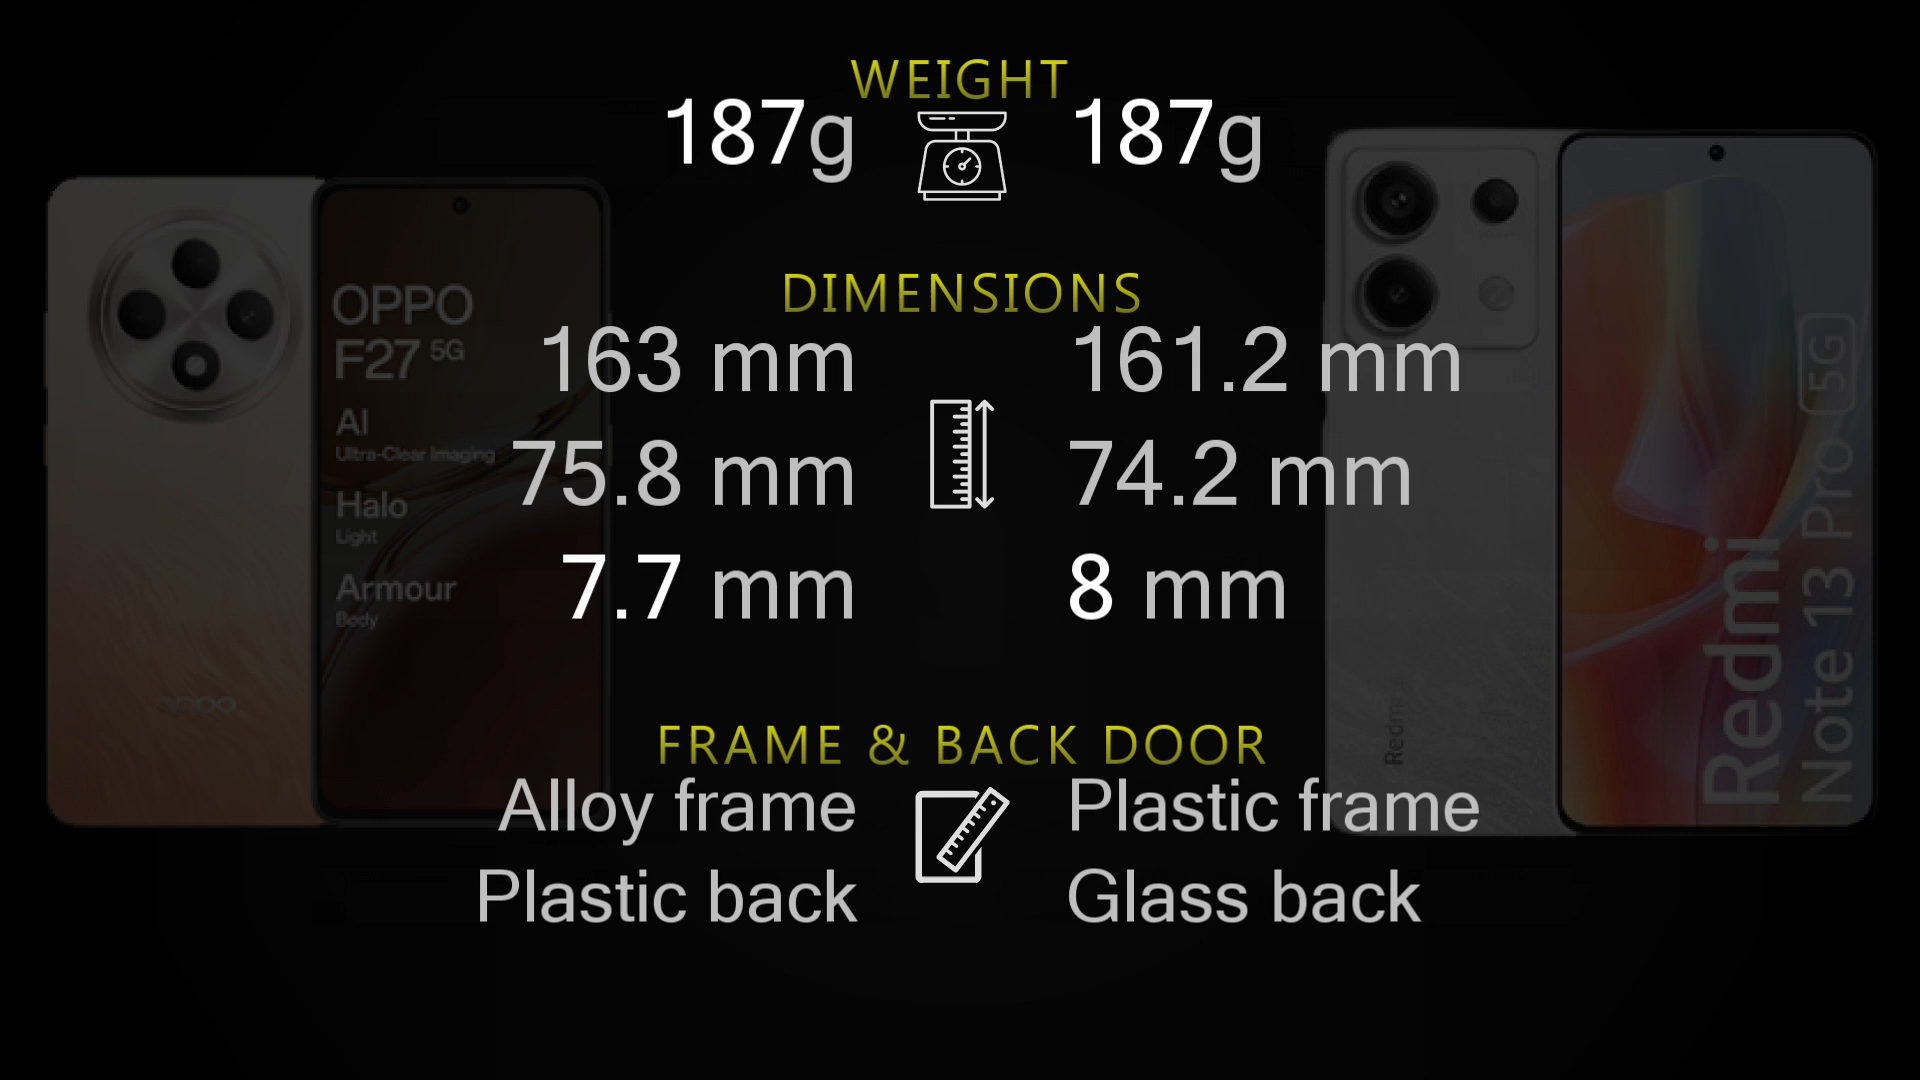 WEIGHT
187g
187g
DIMENSIONS
163 mm
161.2 mm
75.8 mm
74.2 mm
7.7 mm
8 mm
FRAME & BACK DOOR
Alloy frame
Plastic frame
Plastic back
Glass back
OPPO
F27 5G
AI
Ultra-Clear Imaging
Halo
Light
Armour
Body
oppo
Redmi
Redmi
Note 13 Pro 5G